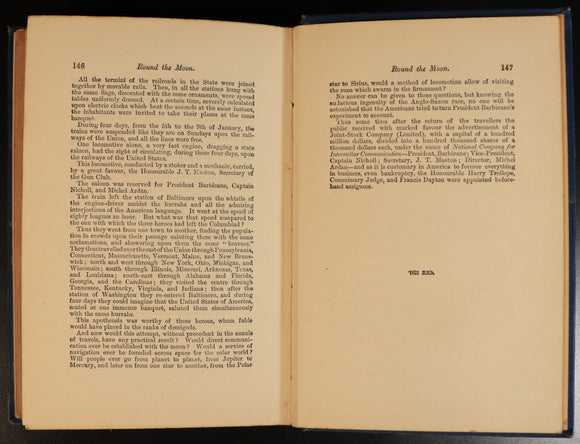 146 Round the Moon.
All the termini of the railroads in the State were joined
together by movable rails. Then, in all the stations hung with
the same flags, decorated with the same ornaments, were spread
tables uniformly dressed. At a certain time, severely calculated
upon electric clocks which beat the seconds at the same instant,
the inhabitants were invited to take their places at the same
banquet.
During four days, from the 5th to the 9th of January, the
trains were suspended like they are on Sundays upon the rail-
ways of the Union, and all the lines were free.
One locomotive alone, a very fast engine, dragging a state
saloon, had the right of circulating, during these four days, upon
the railways of the United States.
This locomotive, conducted by a stoker and a mechanic, carried,
by a great favour, the Honourable J. T. Maston, Secretary of
the Gun Club.
The saloon was reserved for President Barbicane, Captain
Nicholl, and Michel Ardan.
The train left the station of Baltimore upon the whistle of
the engine-driver amidst the hurrahs and all the admiring
interjections of the American language. It went at the speed of
eighty leagues an hour. But what was that speed compared to
the one with which the three heroes had left the Columbiad?
Thus they went from one town to another, finding the popula-
tion in crowds upon their passage saluting them with the same
acclamations, and showering upon them the same "bravoes."
They thus travelled over the east of the Union through Pennsylvania,
Connecticut, Massachusetts, Vermont, Maine, and New Bruns-
wick; north and west through New York, Ohio, Michigan, and
Wisconsin; south through Illinois, Missouri, Arkansas, Texas,
and Louisiana; south-east through Alabama and Florida,
Georgia, and the Carolinas; they visited the centre through
Tennessee, Kentucky, Virginia, and Indiana; then after the
station of Washington they re-entered Baltimore, and during
four days they could imagine that the United States of America,
seated at one immense banquet, saluted them simultaneously
with the same hurrahs.
This apotheosis was worthy of these heroes, whom fable
would have placed in the ranks of demigods.
And now would this attempt, without precedent in the annals
of travels, have any practical result? Would direct communi-
cation ever be established with the moon? Would a service of
navigation ever be founded across space for the solar world?
Will people ever go from planet to planet, from Jupiter to
Mercury, and later on from one star to another, from the Polar
Round the Moon. 147
star to Sirius, would a method of locomotion allow of visiting
the suns which swarm in the firmament?
No answer can be given to these questions, but knowing the
audacious ingenuity of the Anglo-Saxon race, no one will be
astonished that the Americans tried to turn President Barbicane's
experiment to account.
Thus some time after the return of the travellers the
public received with marked favour the advertisement of a
Joint-Stock Company (Limited), with a capital of a hundred
million dollars, divided into a hundred thousand shares of a
thousand dollars each, under the name of National Company for
Interstellar Communication—President, Barbicane; Vice-President,
Captain Nicholl; Secretary, J. T. Maston; Director, Michel
Ardan—and as it is customary in America to foresee everything
in business, even bankruptcy, the Honourable Harry Trollope,
Commissary Judge, and Francis Dayton were appointed before-
hand assignees.
THE END.